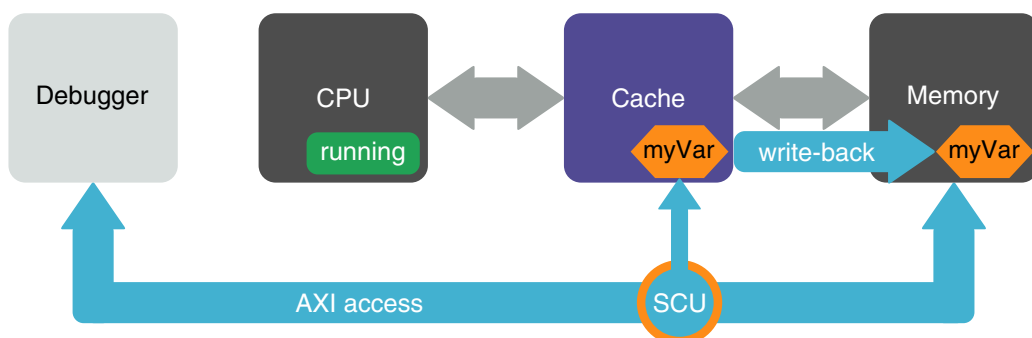 Debugger
CPU
running
Cache
myVar
write-back
Memory
myVar
AXI access
SCU